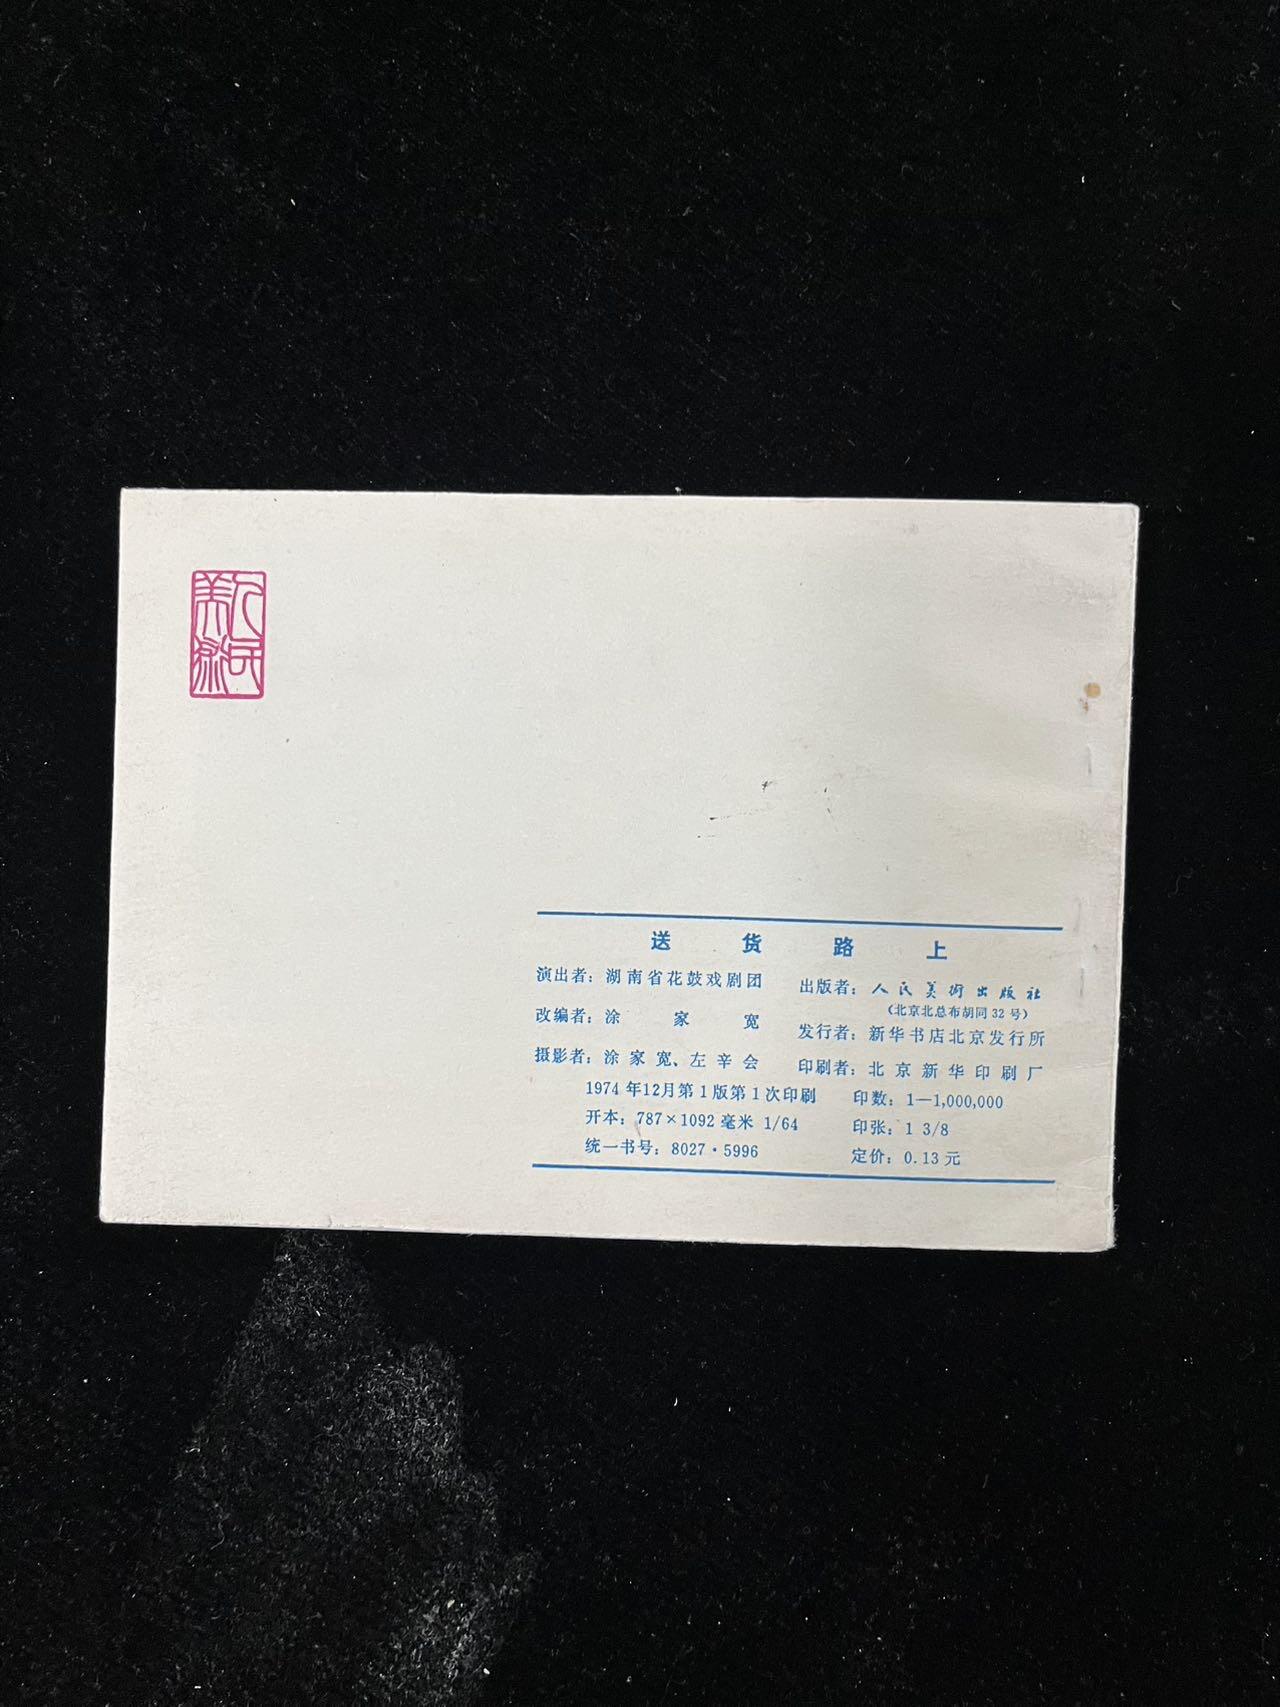 人民
美術
送货路上
演出者：湖南省花鼓戏剧团
改编者：涂家宽
摄影者：涂家宽、左辛会
出版者：人民美術出版社
（北京北总布胡同32号）
发行者：新华书店北京发行所
印刷者：北京新华印刷厂
1974年12月第1版第1次印刷
印数：1—1,000,000
开本：787×1092毫米 1/64
印张：1 3/8
统一书号：8027·5996
定价：0.13元